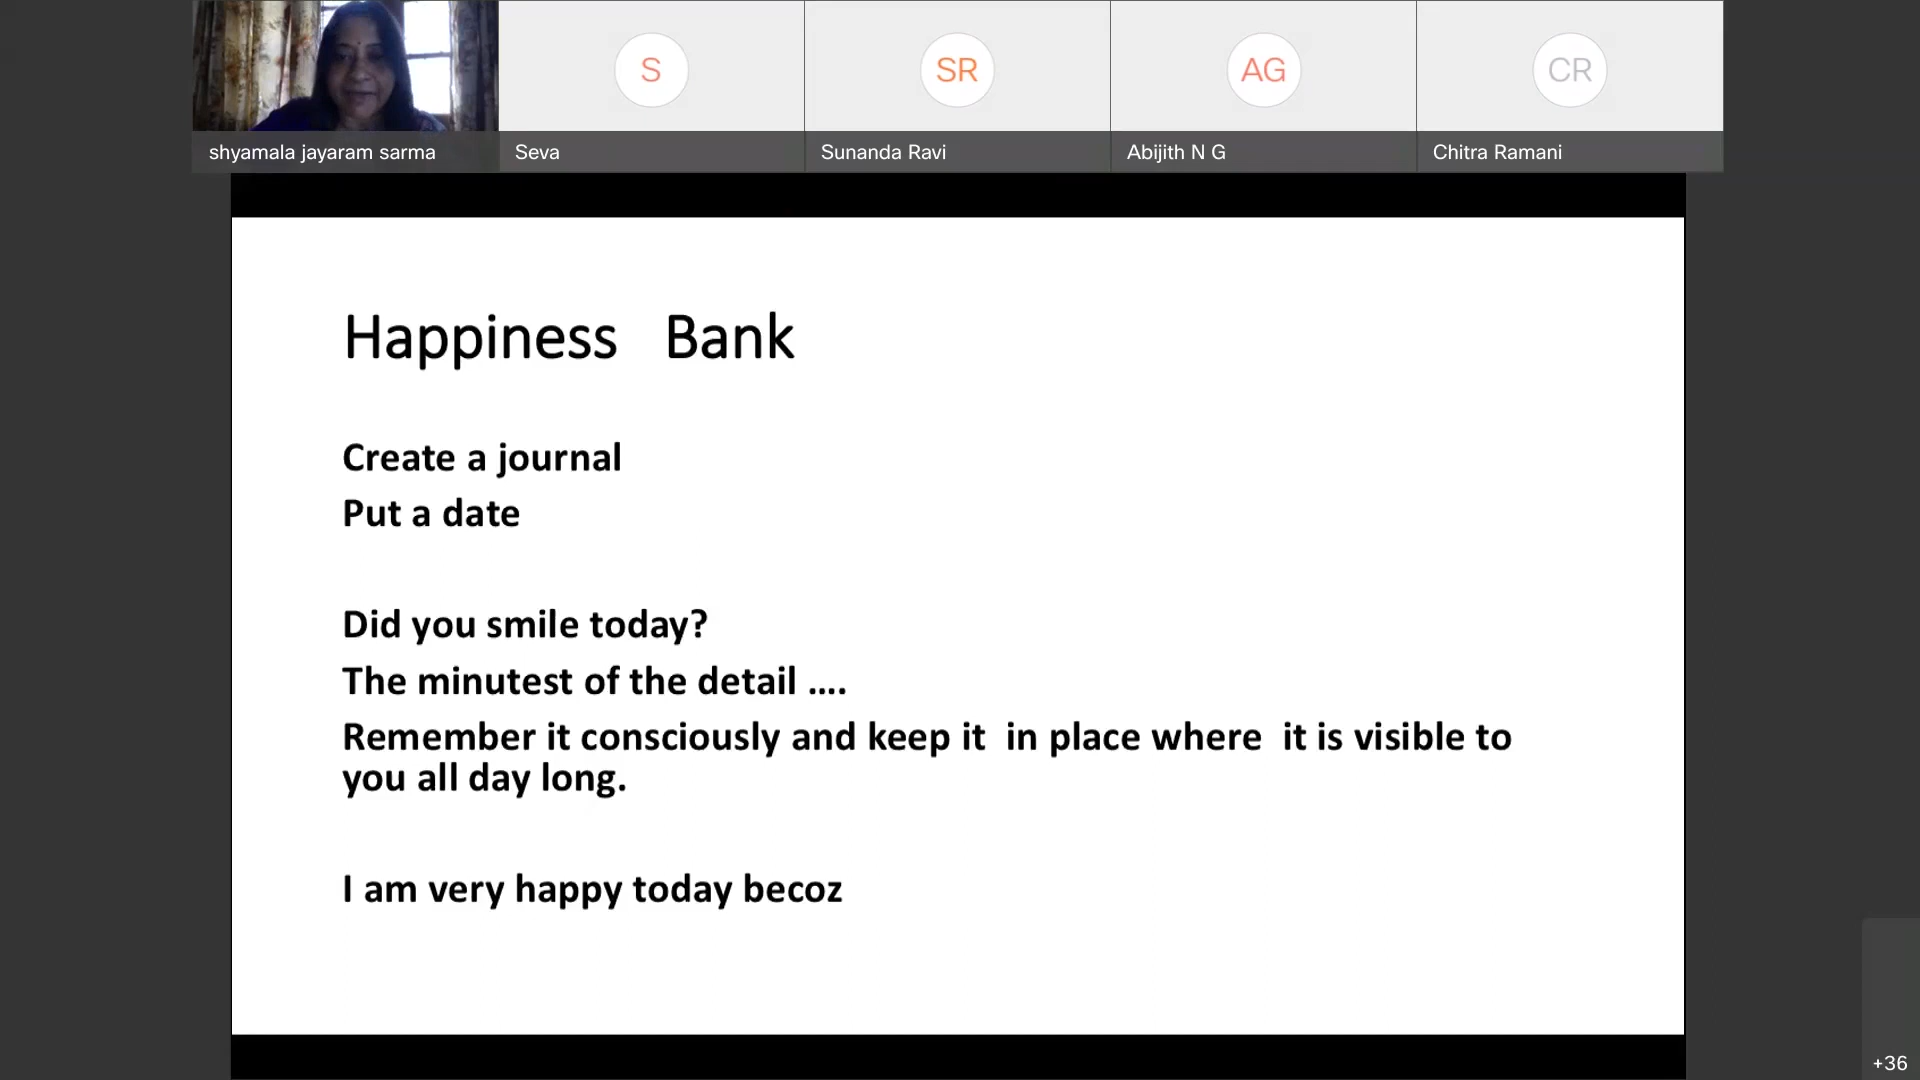 S
SR
AG
CR
shyamala jayaram sarma
Seva
Sunanda Ravi
Abijith N G
Chitra Ramani
Happiness   Bank
Create a journal
Put a date
Did you smile today?
The minutest of the detail ....
Remember it consciously and keep it  in place where  it is visible to
you all day long.
I am very happy today becoz
+36